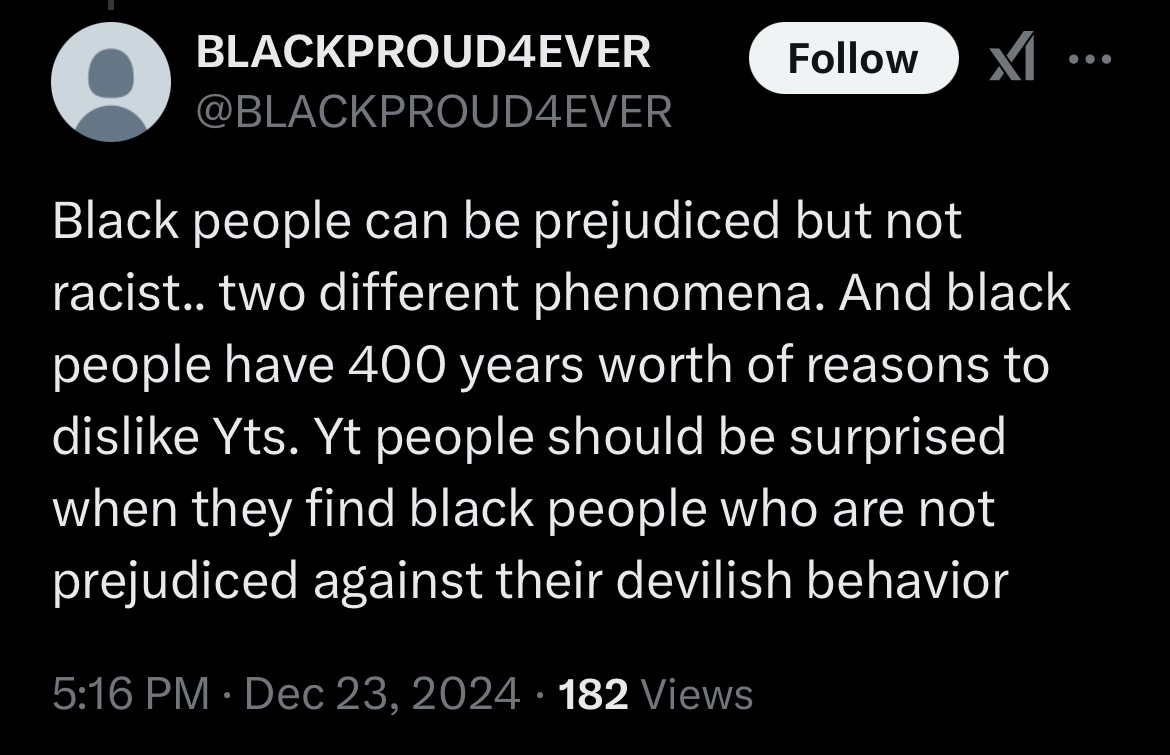 BLACKPROUD4EVER
Follow
@BLACKPROUD4EVER
Black people can be prejudiced but not
racist.. two different phenomena. And black
people have 400 years worth of reasons to
dislike Yts. Yt people should be surprised
when they find black people who are not
prejudiced against their devilish behavior
5:16 PM · Dec 23, 2024 · 182 Views